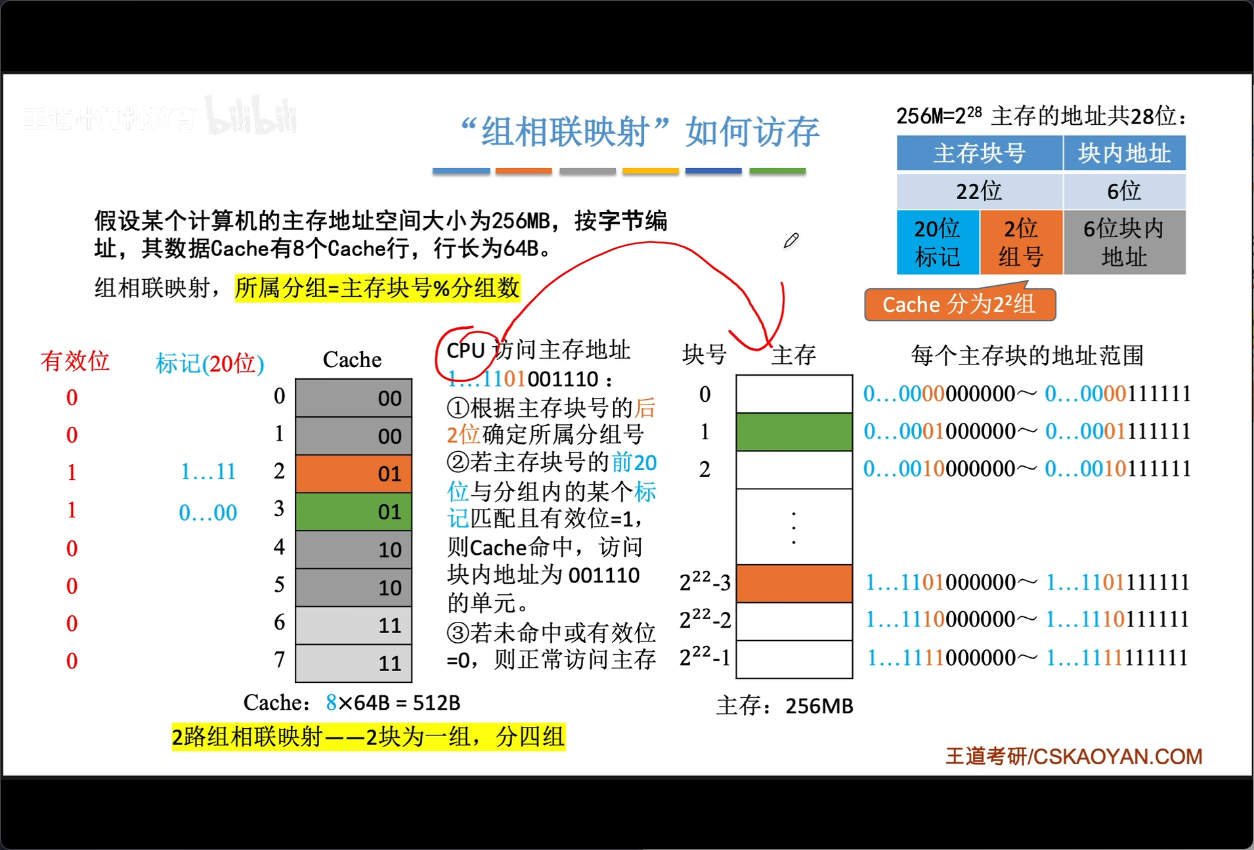 王道计算机教育 bilibili
“组相联映射”如何访存
256M=2²⁸ 主存的地址共28位：
主存块号 块内地址
22位 6位
20位标记 2位组号 6位块内地址
Cache 分为2²组
假设某个计算机的主存地址空间大小为256MB，按字节编
址，其数据Cache有8个Cache行，行长为64B。
组相联映射，所属分组=主存块号%分组数
有效位 标记(20位) Cache
0 0 00
0 1 00
1 1…11 2 01
1 0…00 3 01
0 4 10
0 5 10
0 6 11
0 7 11
Cache：8×64B = 512B
2路组相联映射——2块为一组，分四组
CPU 访问主存地址
1…1101001110：
①根据主存块号的后
2位确定所属分组号
②若主存块号的前20
位与分组内的某个标
记匹配且有效位=1，
则Cache命中，访问
块内地址为 001110
的单元。
③若未命中或有效位
=0，则正常访问主存
块号 主存 每个主存块的地址范围
0 0…0000000000～ 0…0000111111
1 0…0001000000～ 0…0001111111
2 0…0010000000～ 0…0010111111
⋮
2²²-3 1…1101000000～ 1…1101111111
2²²-2 1…1110000000～ 1…1110111111
2²²-1 1…1111000000～ 1…1111111111
主存：256MB
王道考研/CSKAOYAN.COM